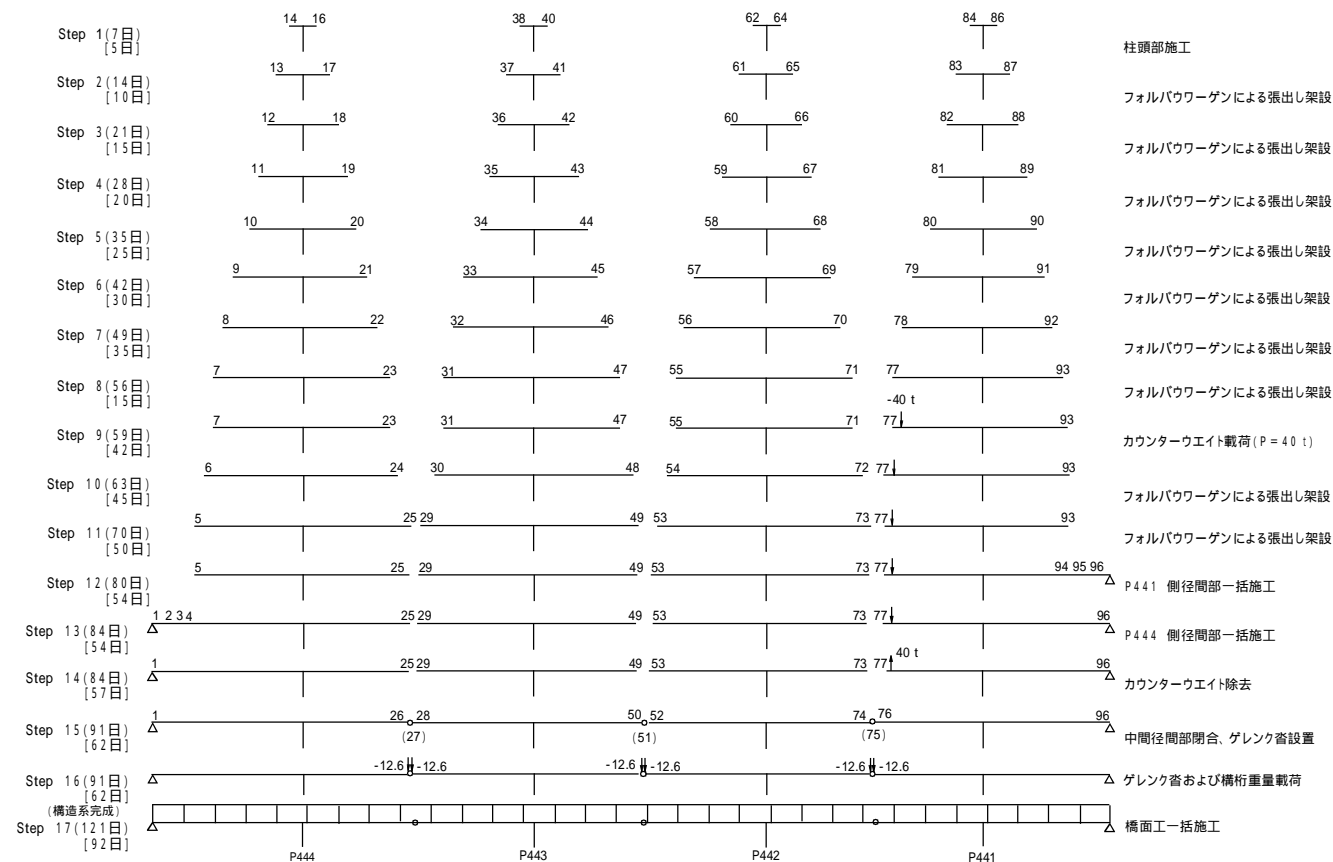 14 16 38 40 62 64 84 86
Step 1(7日)
[5日] 柱頭部施工
13 17 37 41 61 65 83 87
Step 2(14日)
[10日] フォルバウワーゲンによる張出し架設
12 18 36 42 60 66 82 88
Step 3(21日)
[15日] フォルバウワーゲンによる張出し架設
11 19 35 43 59 67 81 89
Step 4(28日)
[20日] フォルバウワーゲンによる張出し架設
10 20 34 44 58 68 80 90
Step 5(35日)
[25日] フォルバウワーゲンによる張出し架設
9 21 33 45 57 69 79 91
Step 6(42日)
[30日] フォルバウワーゲンによる張出し架設
8 22 32 46 56 70 78 92
Step 7(49日)
[35日] フォルバウワーゲンによる張出し架設
7 23 31 47 55 71 77 93
Step 8(56日)
[15日] フォルバウワーゲンによる張出し架設
-40 t
7 23 31 47 55 71 77 93
Step 9(59日)
[42日] カウンターウエイト載荷(P=40 t)
6 24 30 48 54 72 77 93
Step 10(63日)
[45日] フォルバウワーゲンによる張出し架設
5 25 29 49 53 73 77 93
Step 11(70日)
[50日] フォルバウワーゲンによる張出し架設
5 25 29 49 53 73 77 94 95 96
Step 12(80日)
[54日] P441 側径間部一括施工
1 2 3 4 25 29 49 53 73 77 96
Step 13(84日)
[54日] P444 側径間部一括施工
40 t
1 25 29 49 53 73 77 96
Step 14(84日)
[57日] カウンターウエイト除去
1 26 28 50 52 74 76 96
Step 15(91日)
[62日] (27) (51) (75) 中間径間部閉合、ゲレンク沓設置
-12.6 -12.6 -12.6 -12.6 -12.6 -12.6
Step 16(91日)
[62日] ゲレンク沓および横桁重量載荷
(構造系完成)
Step 17(121日)
[92日] 橋面工一括施工
P444 P443 P442 P441